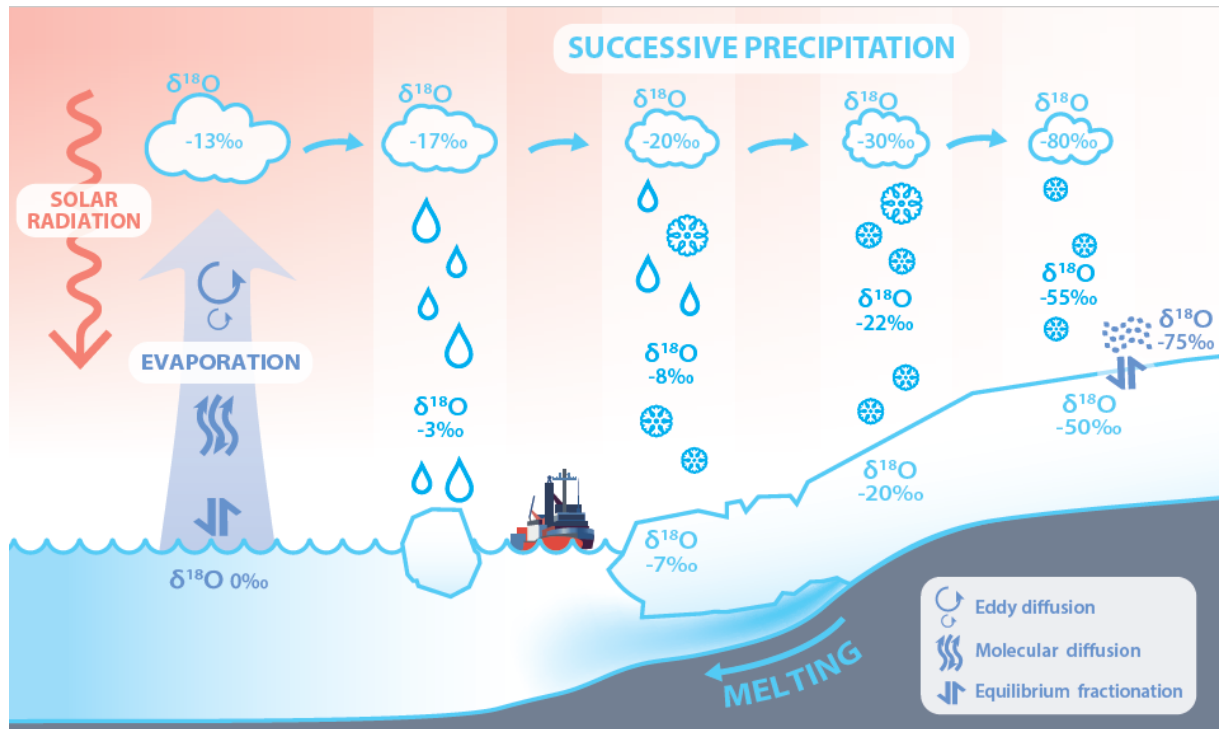 SUCCESSIVE PRECIPITATION
δ¹⁸O
-13‰
δ¹⁸O
-17‰
δ¹⁸O
-20‰
δ¹⁸O
-30‰
δ¹⁸O
-80‰
SOLAR
RADIATION
EVAPORATION
δ¹⁸O
-3‰
δ¹⁸O
-8‰
δ¹⁸O
-22‰
δ¹⁸O
-55‰
δ¹⁸O
-75‰
δ¹⁸O
-50‰
δ¹⁸O
-20‰
δ¹⁸O
-7‰
δ¹⁸O 0‰
MELTING
Eddy diffusion
Molecular diffusion
Equilibrium fractionation